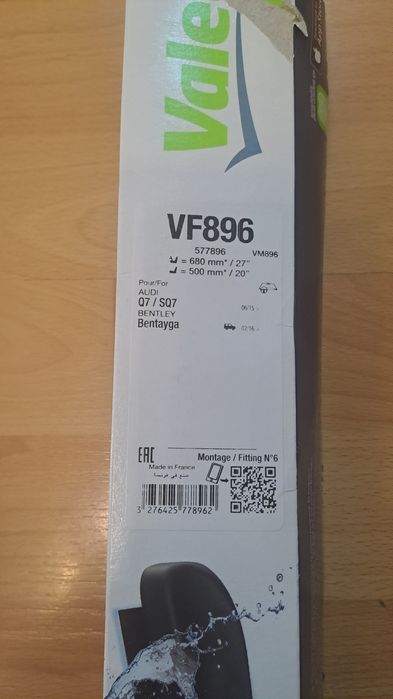 Vale
VF896
577896 VM896
= 680 mm* / 27"
= 500 mm* / 20"
Pour/For
AUDI
Q7 / SQ7 06/15 >
BENTLEY
Bentayga 02/16 >
EAC
Montage / Fitting N°6
Made in France
صنع في فرنسا
3 276425 778962